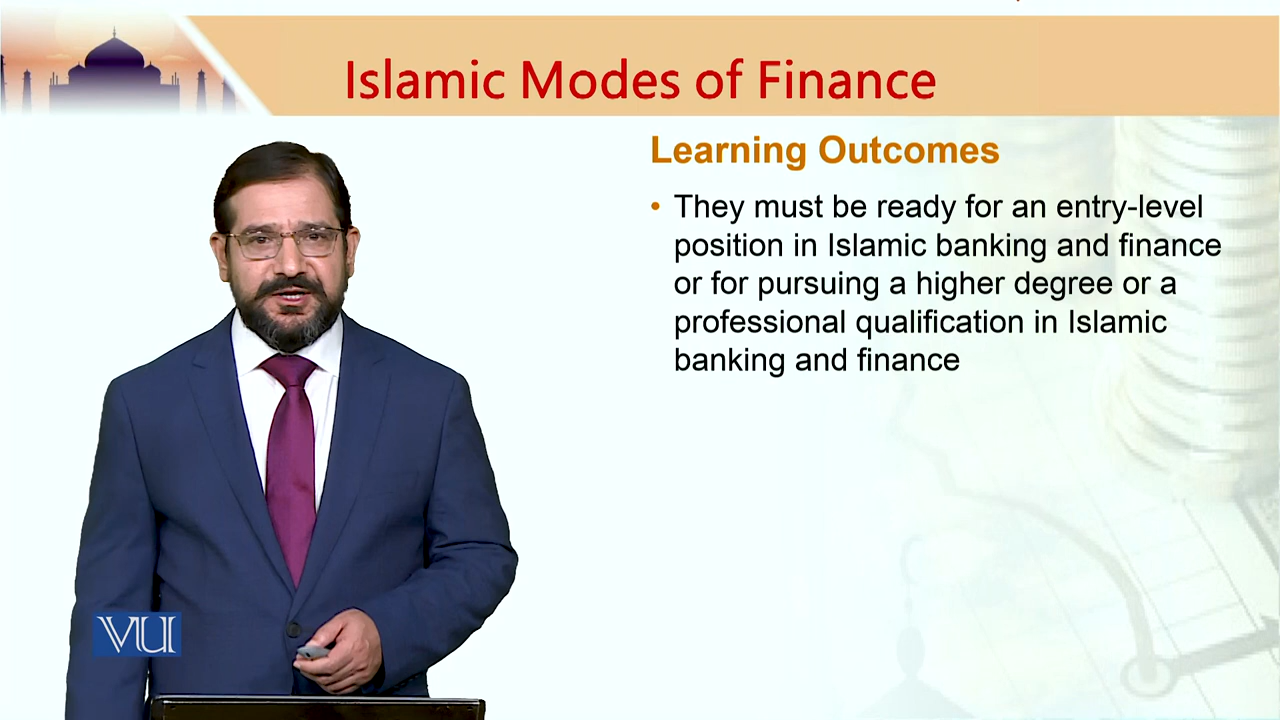 Islamic Modes of Finance
Learning Outcomes
• They must be ready for an entry-level
position in Islamic banking and finance
or for pursuing a higher degree or a
professional qualification in Islamic
banking and finance
VU